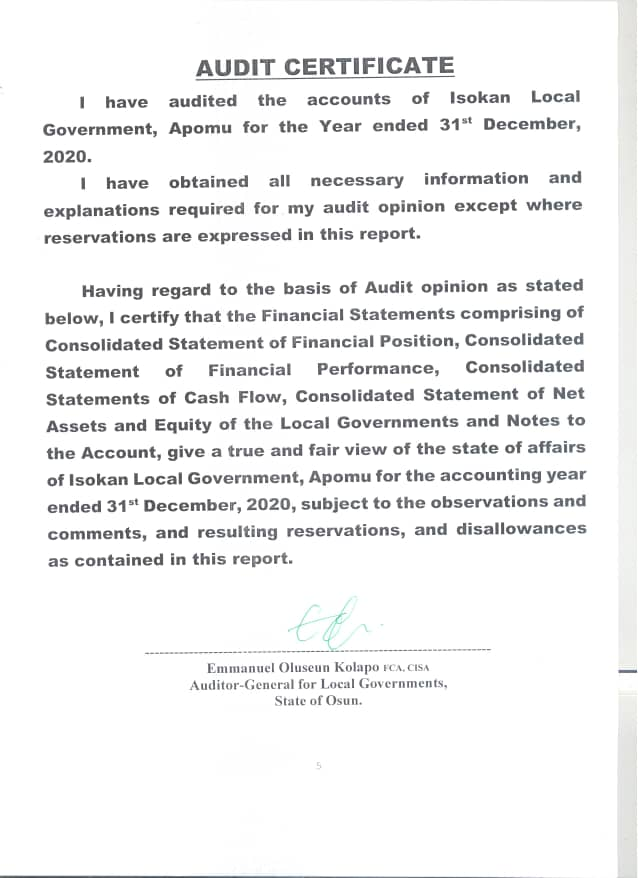 AUDIT CERTIFICATE
I have audited the accounts of Isokan Local
Government, Apomu for the Year ended 31st December,
2020.
I have obtained all necessary information and
explanations required for my audit opinion except where
reservations are expressed in this report.
Having regard to the basis of Audit opinion as stated
below, I certify that the Financial Statements comprising of
Consolidated Statement of Financial Position, Consolidated
Statement of Financial Performance, Consolidated
Statements of Cash Flow, Consolidated Statement of Net
Assets and Equity of the Local Governments and Notes to
the Account, give a true and fair view of the state of affairs
of Isokan Local Government, Apomu for the accounting year
ended 31st December, 2020, subject to the observations and
comments, and resulting reservations, and disallowances
as contained in this report.
Emmanuel Oluseun Kolapo FCA, CISA
Auditor-General for Local Governments,
State of Osun.
5